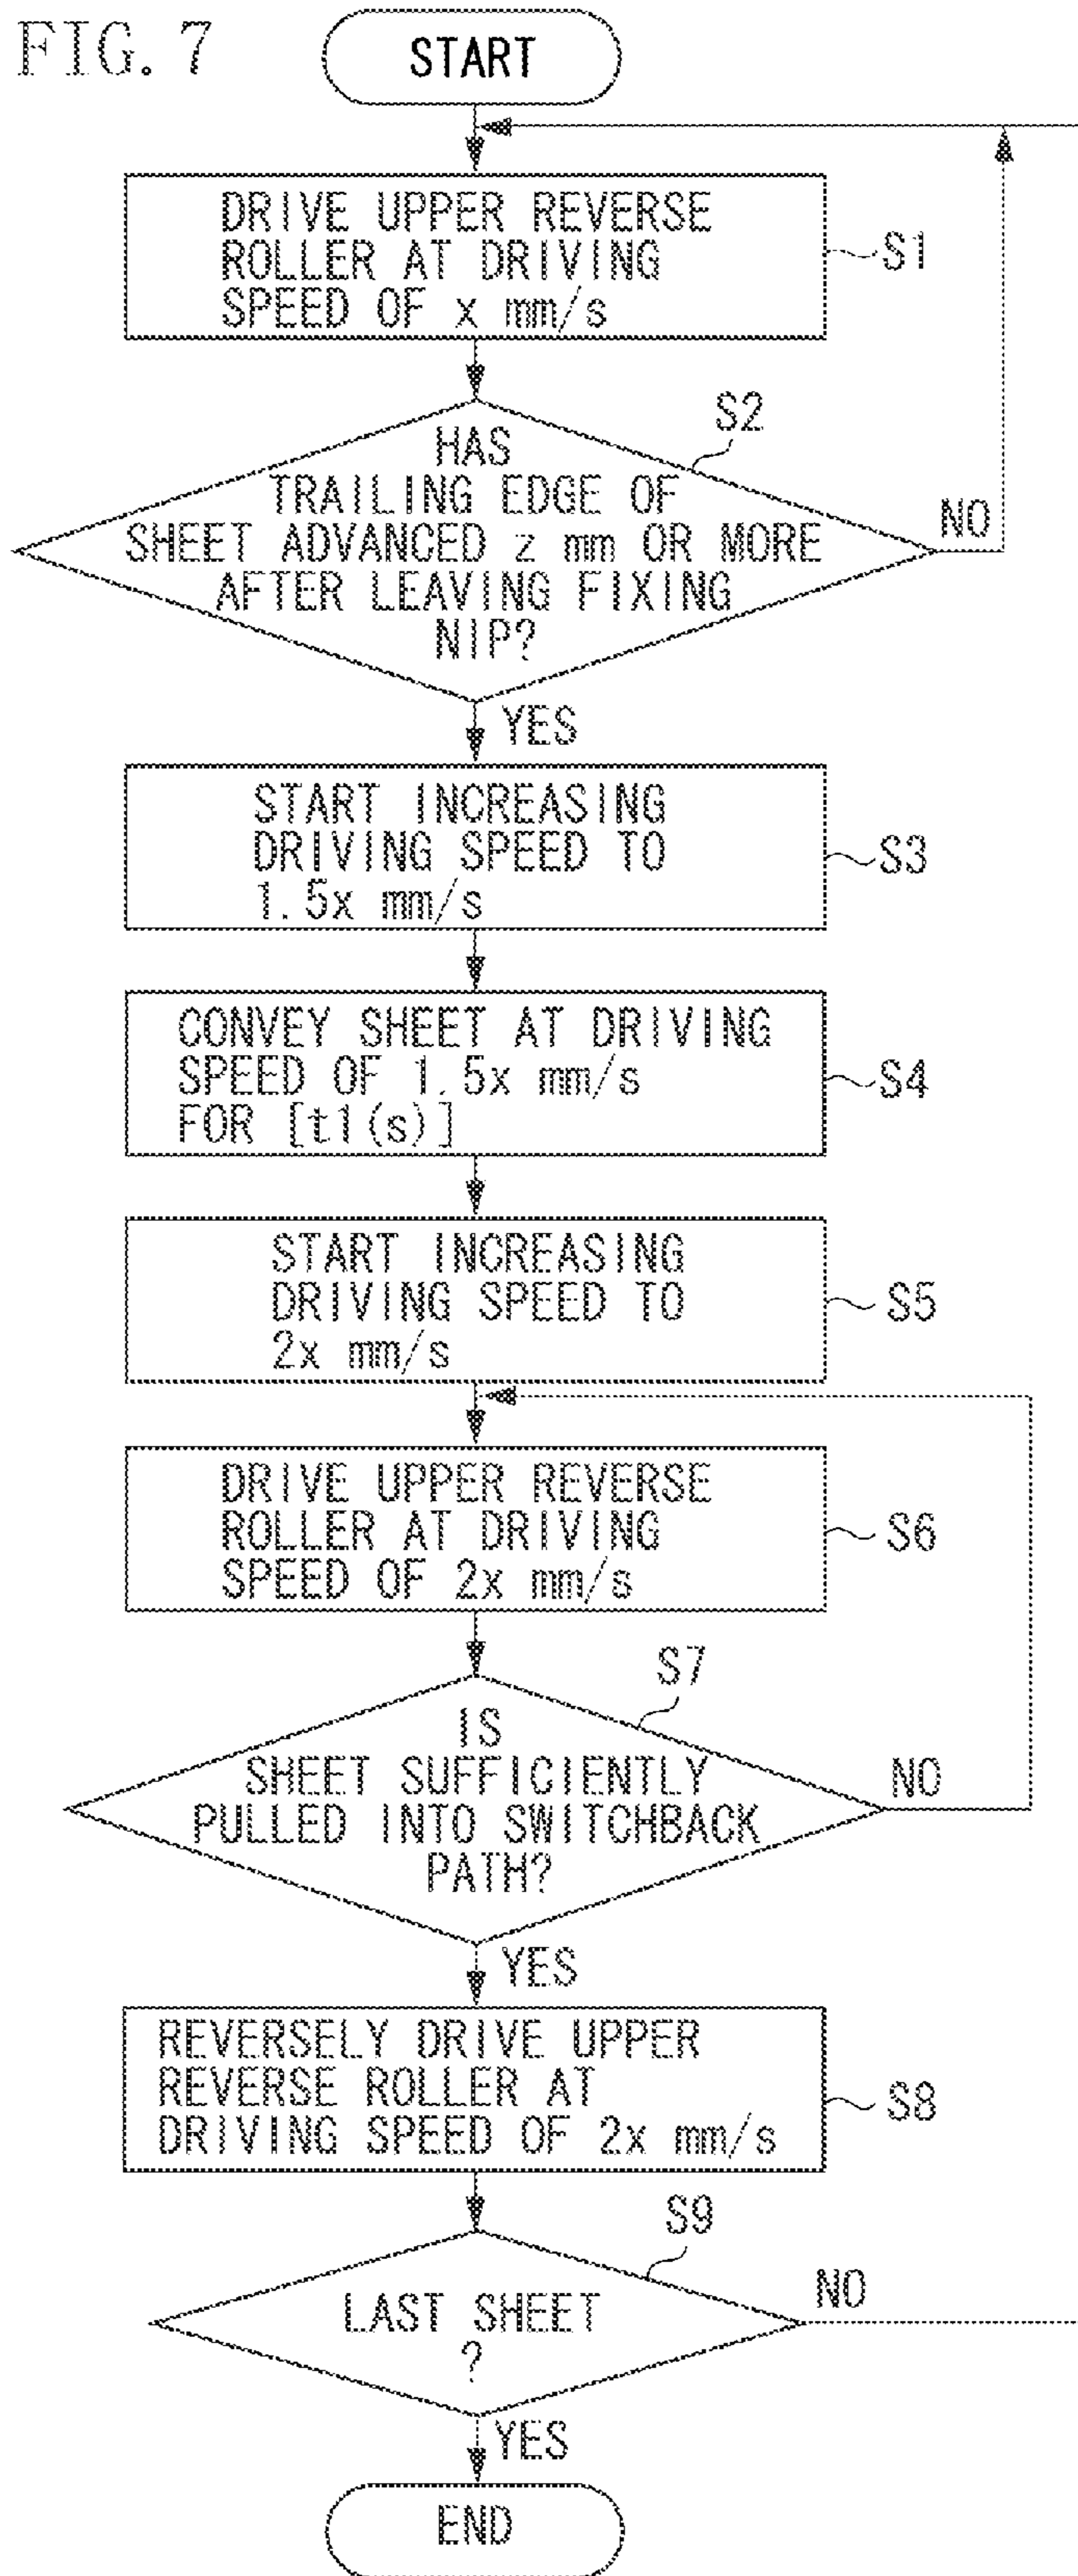 FIG. 7
START
DRIVE UPPER REVERSE
ROLLER AT DRIVING
SPEED OF x mm/s
S1
S2
HAS
TRAILING EDGE OF
SHEET ADVANCED z mm OR MORE
AFTER LEAVING FIXING
NIP?
NO
YES
START INCREASING
DRIVING SPEED TO
1.5x mm/s
S3
CONVEY SHEET AT DRIVING
SPEED OF 1.5x mm/s
FOR [t1(s)]
S4
START INCREASING
DRIVING SPEED TO
2x mm/s
S5
DRIVE UPPER REVERSE
ROLLER AT DRIVING
SPEED OF 2x mm/s
S6
S7
IS
SHEET SUFFICIENTLY
PULLED INTO SWITCHBACK
PATH?
NO
YES
REVERSELY DRIVE UPPER
REVERSE ROLLER AT
DRIVING SPEED OF 2x mm/s
S8
S9
LAST SHEET
?
NO
YES
END